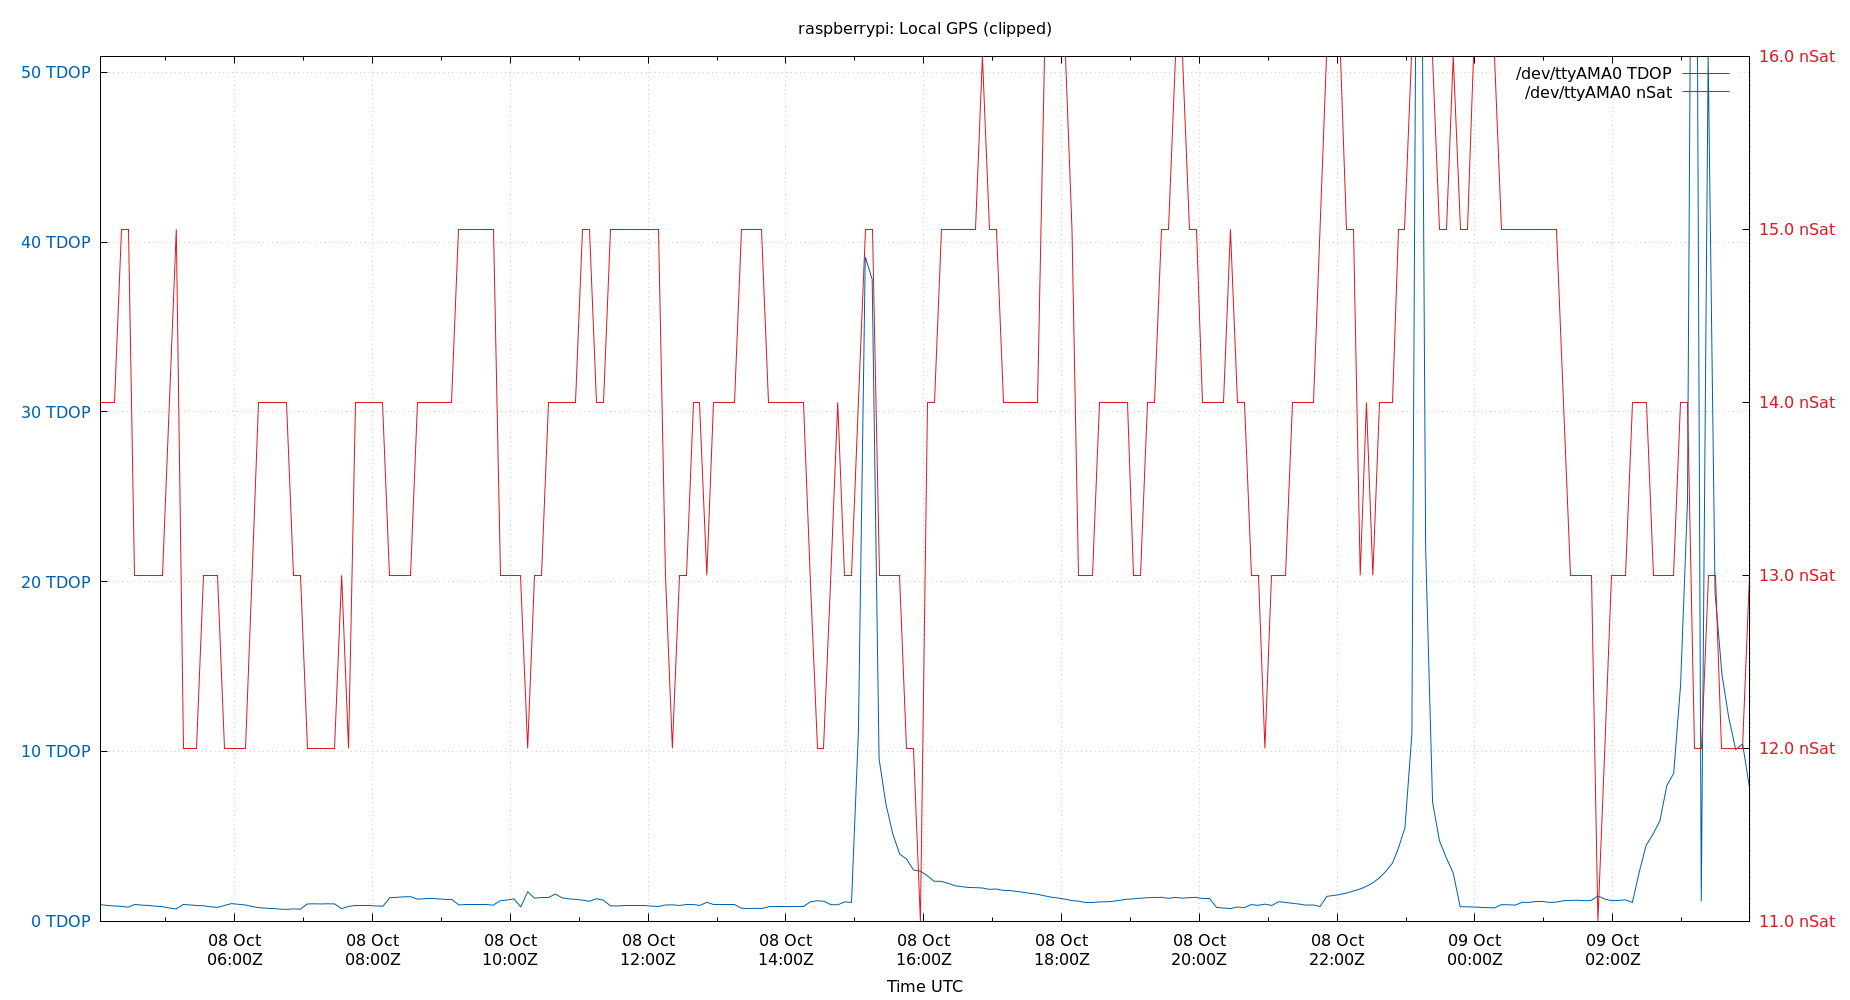 raspberrypi: Local GPS (clipped)
50 TDOP
40 TDOP
30 TDOP
20 TDOP
10 TDOP
0 TDOP
16.0 nSat
15.0 nSat
14.0 nSat
13.0 nSat
12.0 nSat
11.0 nSat
/dev/ttyAMA0 TDOP
/dev/ttyAMA0 nSat
08 Oct
06:00Z
08 Oct
08:00Z
08 Oct
10:00Z
08 Oct
12:00Z
08 Oct
14:00Z
08 Oct
16:00Z
08 Oct
18:00Z
08 Oct
20:00Z
08 Oct
22:00Z
09 Oct
00:00Z
09 Oct
02:00Z
Time UTC